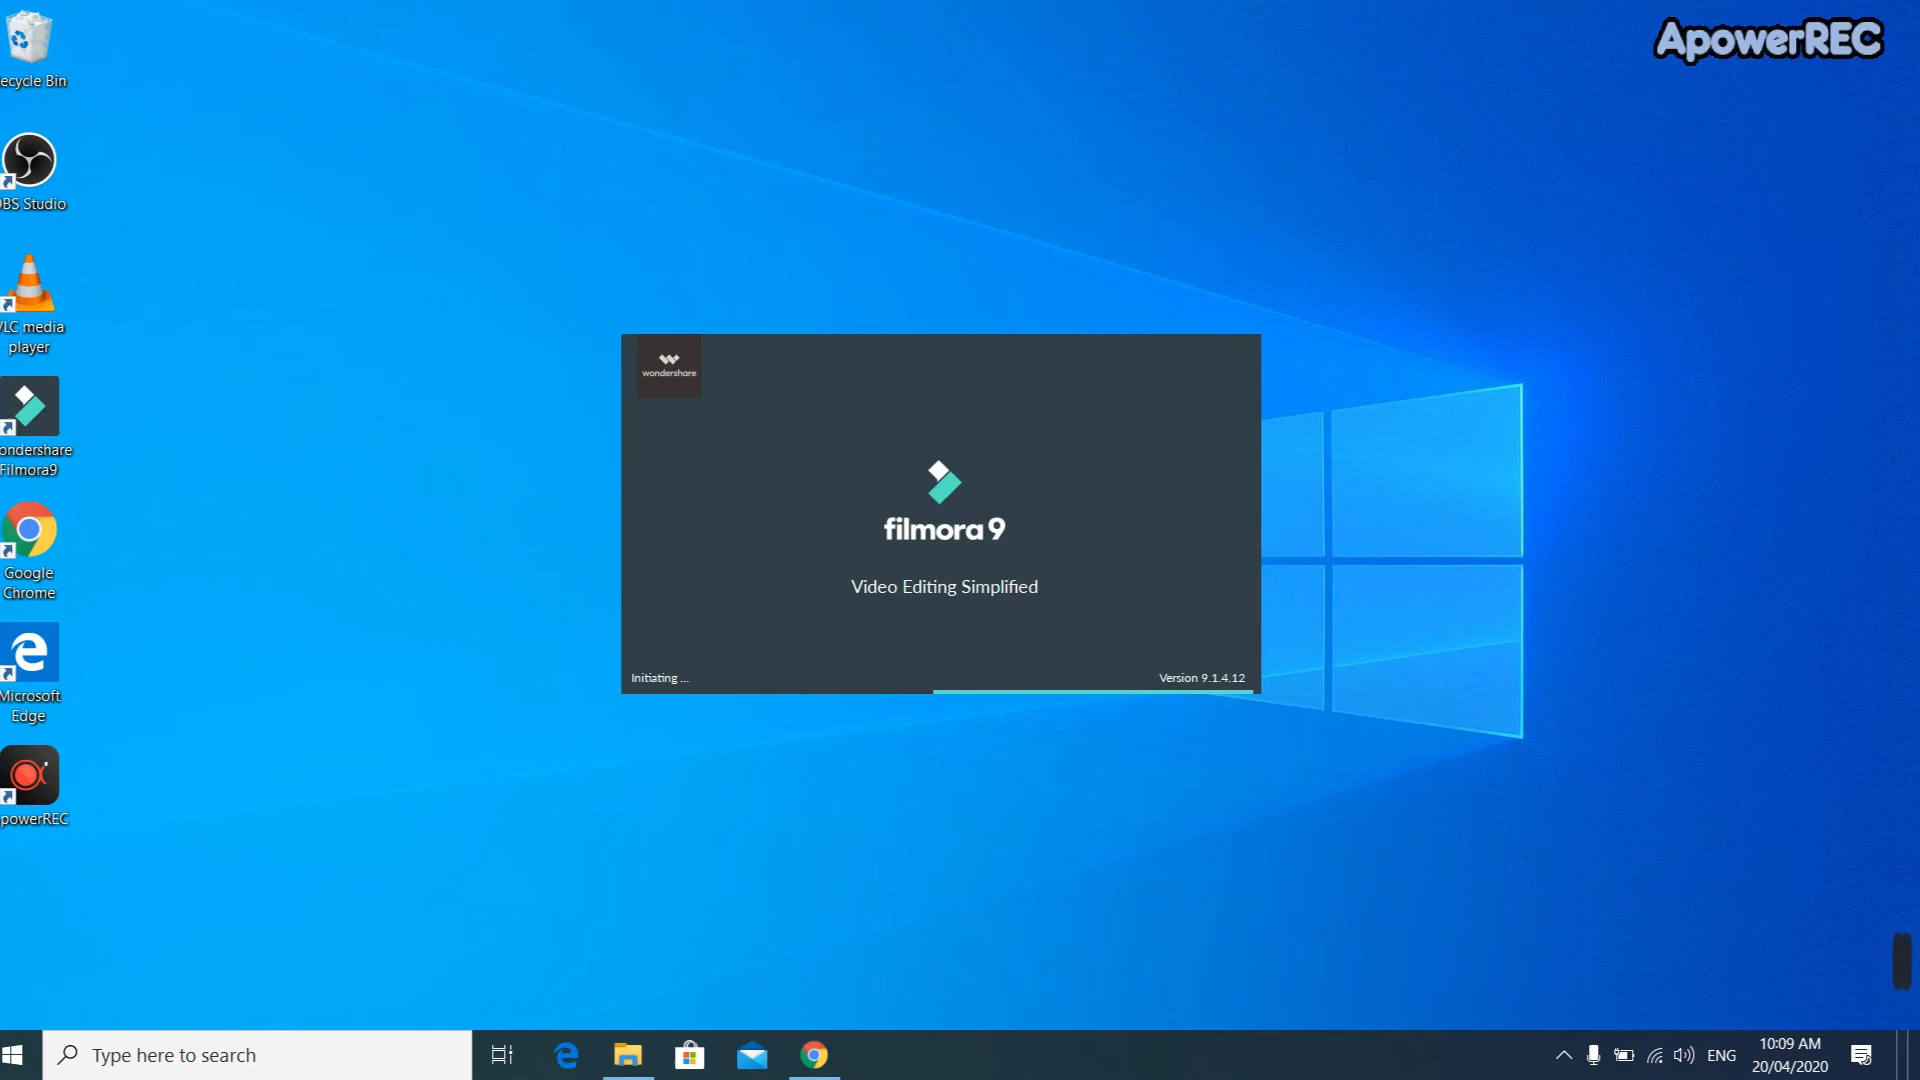 ApowerREC
ecycle Bin
BS Studio
VLC media
player
ondershare
Filmora9
Google
Chrome
Microsoft
Edge
powerREC
wondershare
filmora 9
Video Editing Simplified
Initiating ...
Version 9.1.4.12
Type here to search
ENG
10:09 AM
20/04/2020